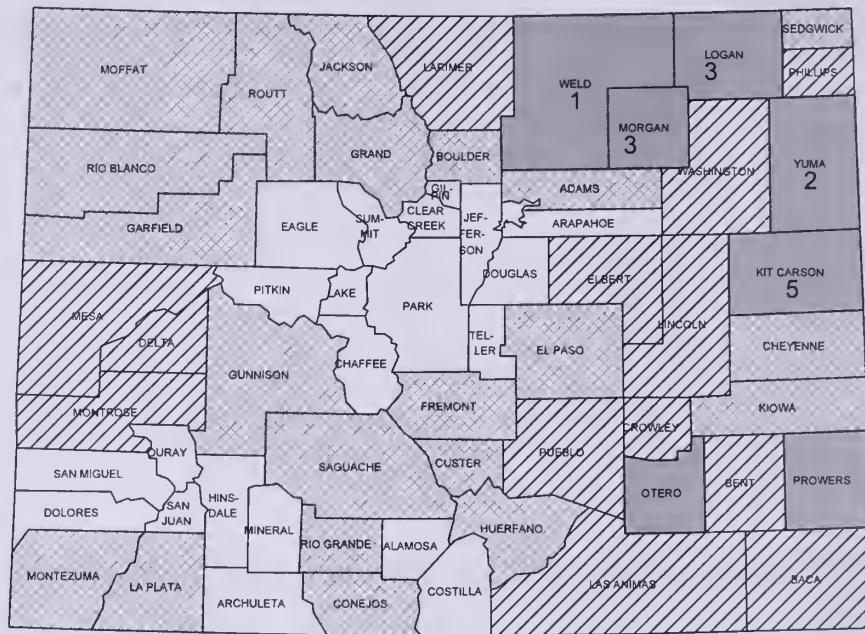 SEDGWICK
LOGAN
3
MOFFAT
JACKSON
LARIMER
PHILLIPS
WELD
1
ROUTT
MORGAN
3
GRAND
BOULDER
RIO BLANCO
WASHINGTON
YUMA
2
ADAMS
GIL-
PIN
GARFIELD
EAGLE
SUM-
MIT
CLEAR
CREEK
JEF-
FER-
SON
ARAPAHOE
DOUGLAS
ELBERT
KIT CARSON
5
PITKIN
LAKE
PARK
MESA
LINCOLN
DELTA
TEL-
LER
EL PASO
CHEYENNE
CHAFFEE
GUNNISON
FREMONT
KIOWA
MONTROSE
CROWLEY
OURAY
PUEBLO
SAGUACHE
CUSTER
SAN MIGUEL
OTERO
BENT
PROWERS
HINS-
DALE
DOLORES
SAN
JUAN
MINERAL
HUERFANO
RIO GRANDE
ALAMOSA
MONTEZUMA
LA PLATA
LAS ANIMAS
BACA
ARCHULETA
CONEJOS
COSTILLA